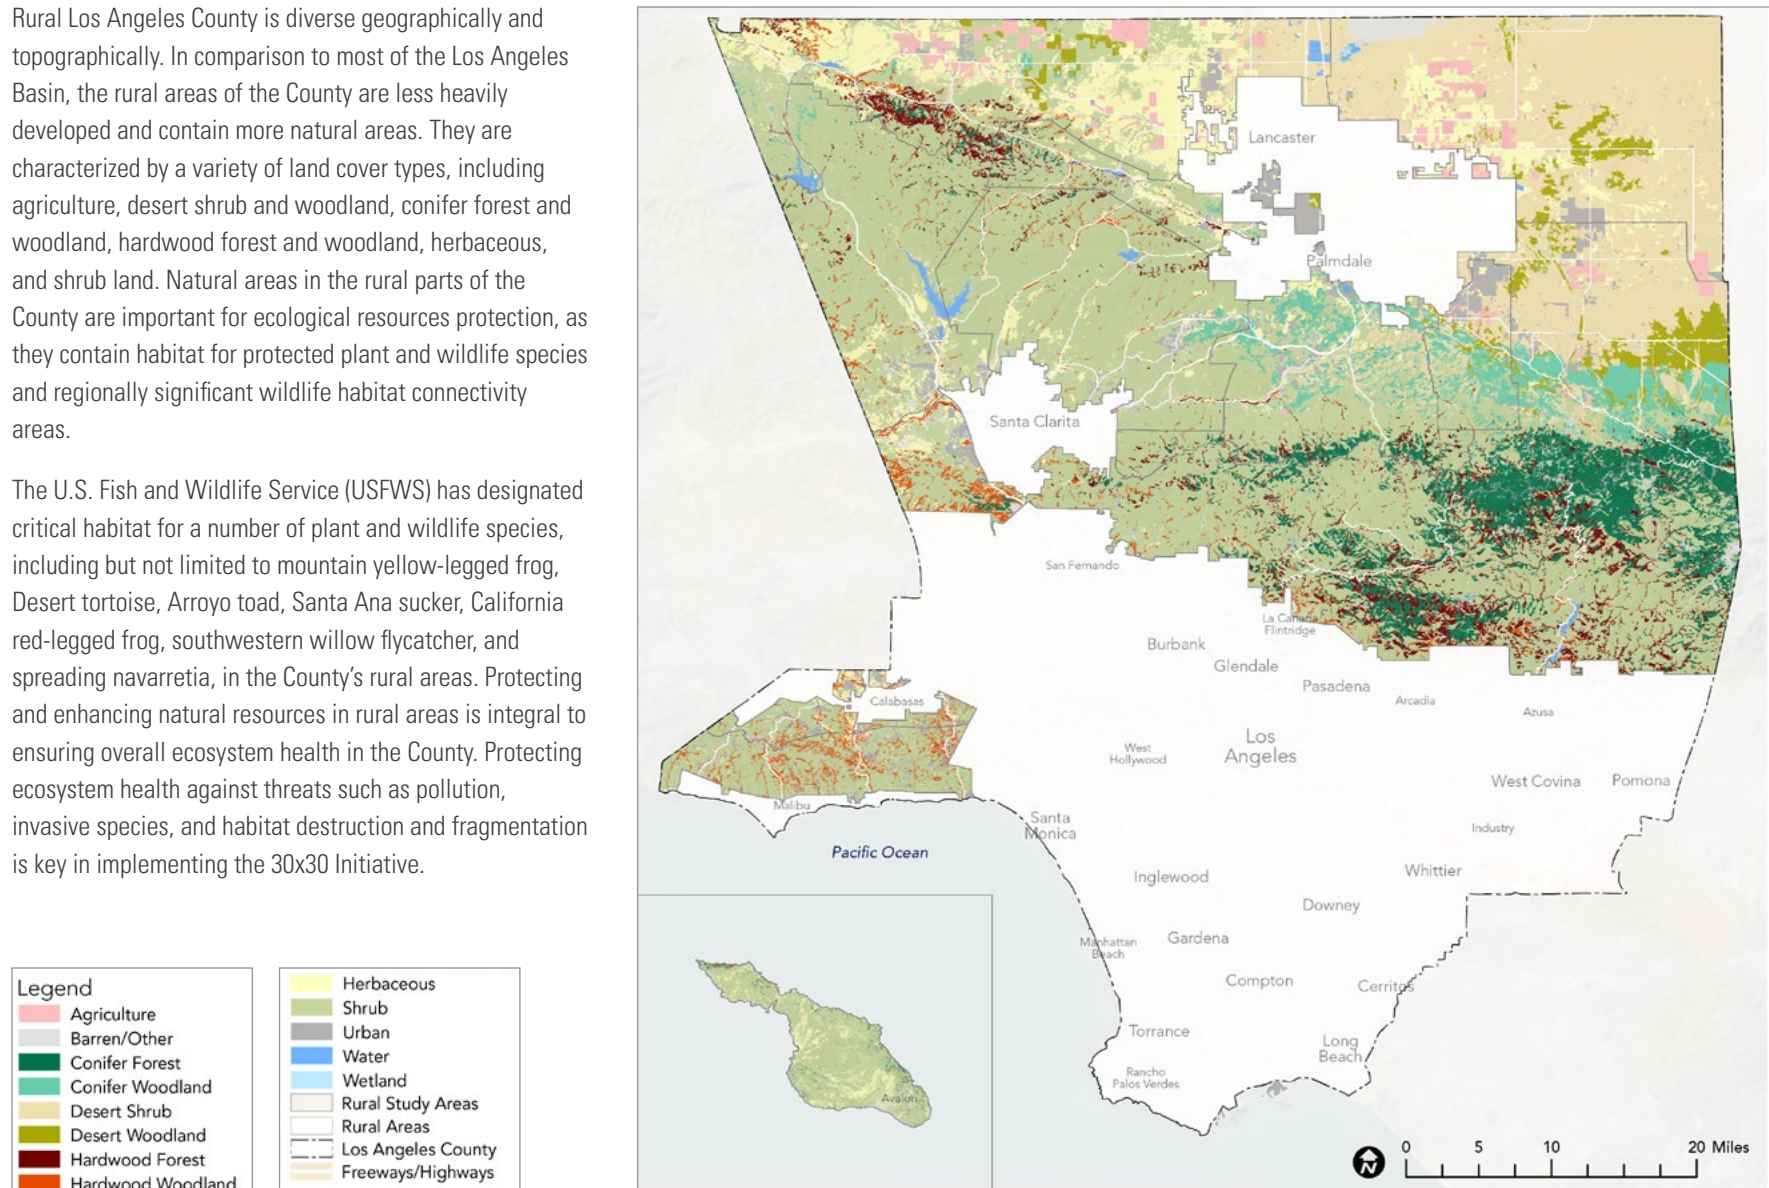 Rural Los Angeles County is diverse geographically and
topographically. In comparison to most of the Los Angeles
Basin, the rural areas of the County are less heavily
developed and contain more natural areas. They are
characterized by a variety of land cover types, including
agriculture, desert shrub and woodland, conifer forest and
woodland, hardwood forest and woodland, herbaceous,
and shrub land. Natural areas in the rural parts of the
County are important for ecological resources protection, as
they contain habitat for protected plant and wildlife species
and regionally significant wildlife habitat connectivity
areas.
The U.S. Fish and Wildlife Service (USFWS) has designated
critical habitat for a number of plant and wildlife species,
including but not limited to mountain yellow-legged frog,
Desert tortoise, Arroyo toad, Santa Ana sucker, California
red-legged frog, southwestern willow flycatcher, and
spreading navarretia, in the County's rural areas. Protecting
and enhancing natural resources in rural areas is integral to
ensuring overall ecosystem health in the County. Protecting
ecosystem health against threats such as pollution,
invasive species, and habitat destruction and fragmentation
is key in implementing the 30x30 Initiative.
Legend
Agriculture
Barren/Other
Conifer Forest
Conifer Woodland
Desert Shrub
Desert Woodland
Hardwood Forest
Hardwood Woodland
Herbaceous
Shrub
Urban
Water
Wetland
Rural Study Areas
Rural Areas
Los Angeles County
Freeways/Highways
Lancaster
Palmdale
Santa Clarita
San Fernando
La Canada
Flintridge
Burbank
Glendale
Pasadena
Arcadia
Azusa
Calabasas
West
Hollywood
Los
Angeles
West Covina
Pomona
Malibu
Santa
Monica
Industry
Pacific Ocean
Inglewood
Whittier
Downey
Manhattan
Beach
Gardena
Compton
Cerritos
Torrance
Long
Beach
Rancho
Palos Verdes
Avalon
N
0 5 10 20 Miles